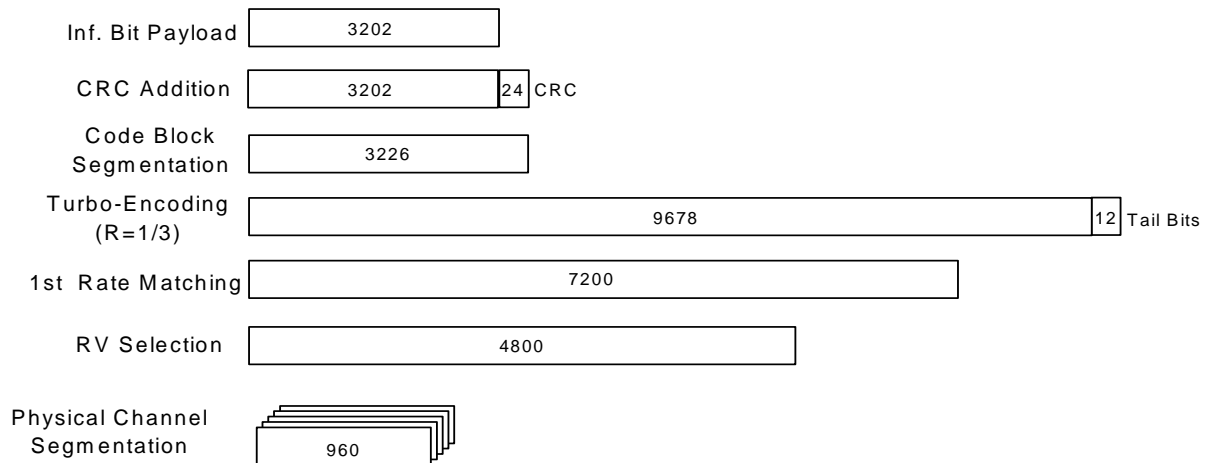 Inf. Bit Payload 3202
CRC Addition 3202 24 CRC
Code Block
Segmentation 3226
Turbo-Encoding
(R=1/3) 9678 12 Tail Bits
1st Rate Matching 7200
RV Selection 4800
Physical Channel
Segmentation 960